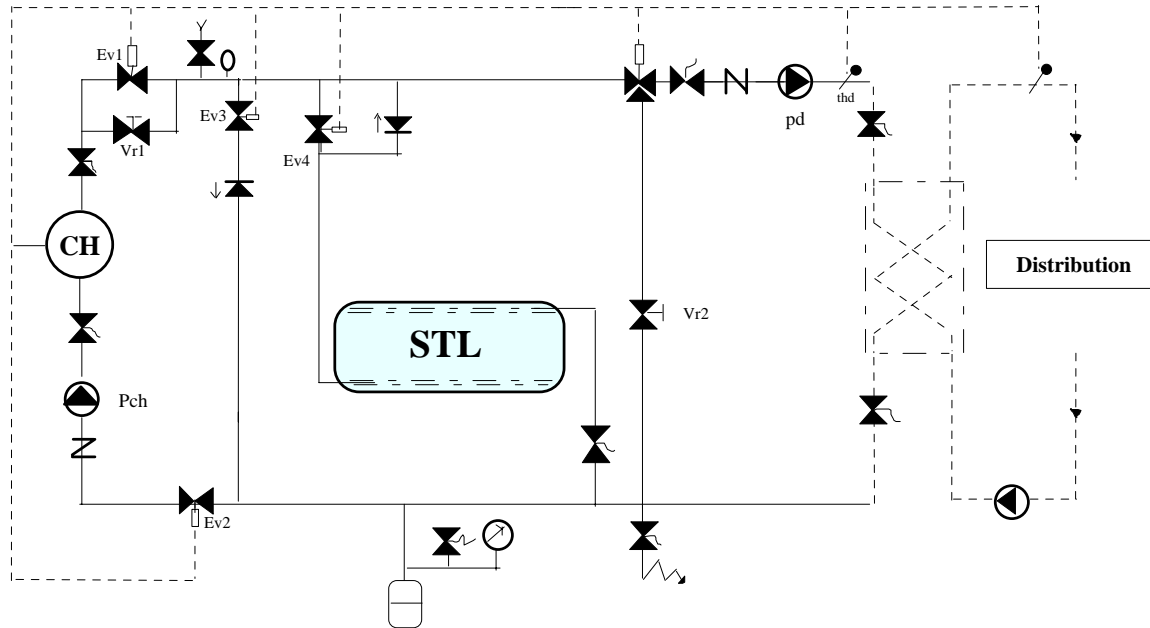 Ev1
Ev3
thd
pd
Vr1
Ev4
CH
Distribution
Vr2
STL
Pch
Ev2